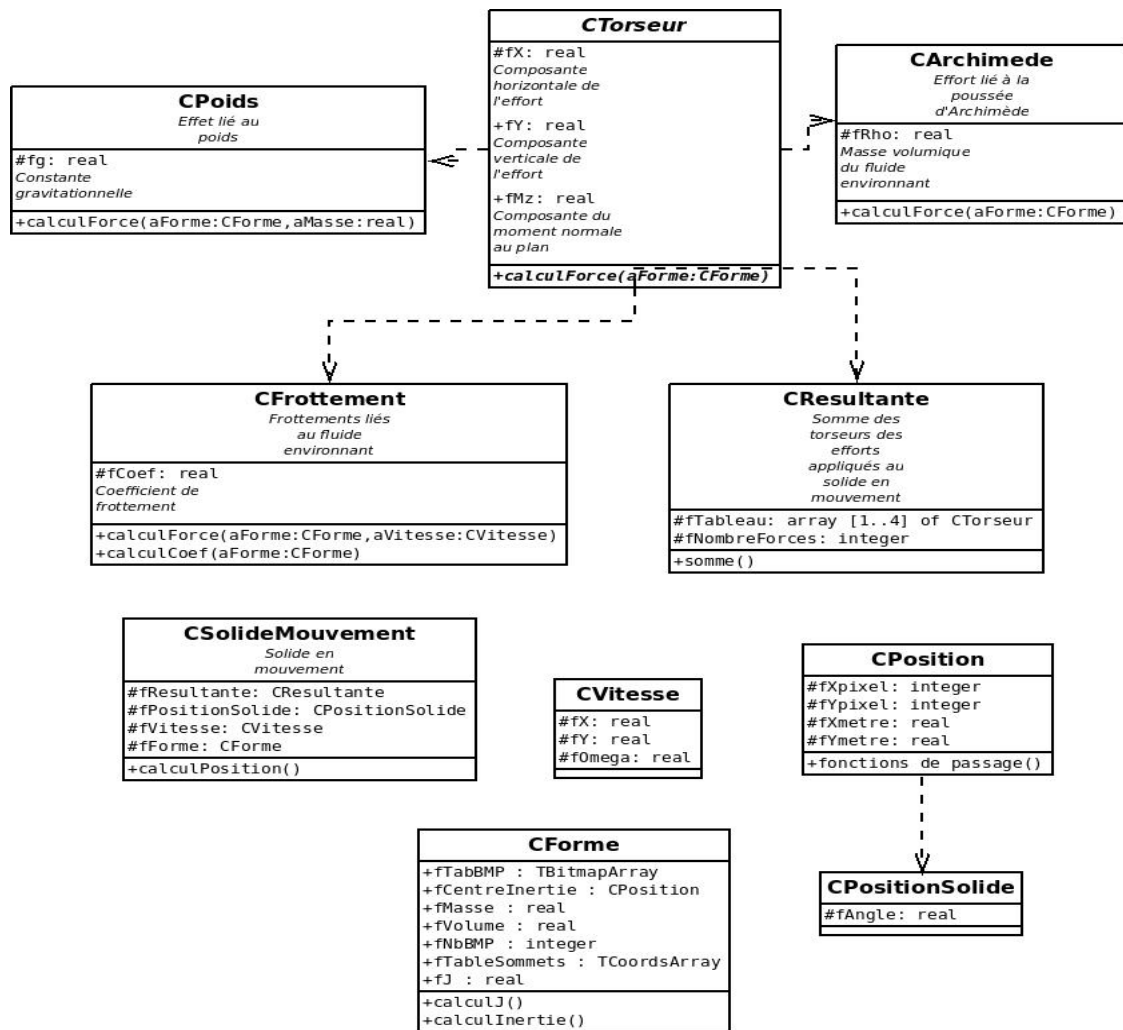 CTorseur
#fX: real
Composante
horizontale de
l'effort
+fY: real
Composante
verticale de
l'effort
+fMz: real
Composante du
moment normale
au plan
+calculForce(aForme:CForme)
CPoids
Effet lié au
poids
#fg: real
Constante
gravitationnelle
+calculForce(aForme:CForme,aMasse:real)
CArchimede
Effort lié à la
poussée
d'Archimède
#fRho: real
Masse volumique
du fluide
environnant
+calculForce(aForme:CForme)
CFrottement
Frottements liés
au fluide
environnant
#fCoef: real
Coefficient de
frottement
+calculForce(aForme:CForme,aVitesse:CVitesse)
+calculCoef(aForme:CForme)
CResultante
Somme des
torseurs des
efforts
appliqués au
solide en
mouvement
#fTableau: array [1..4] of CTorseur
#fNombreForces: integer
+somme()
CSolideMouvement
Solide en
mouvement
#fResultante: CResultante
#fPositionSolide: CPositionSolide
#fVitesse: CVitesse
#fForme: CForme
+calculPosition()
CVitesse
#fX: real
#fY: real
#fOmega: real
CPosition
#fXpixel: integer
#fYpixel: integer
#fXmetre: real
#fYmetre: real
+fonctions de passage()
CForme
+fTabBMP : TBitmapArray
+fCentreInertie : CPosition
+fMasse : real
+fVolume : real
+fNbBMP : integer
+fTableSommets : TCoordsArray
+fJ : real
+calculJ()
+calculInertie()
CPositionSolide
#fAngle: real